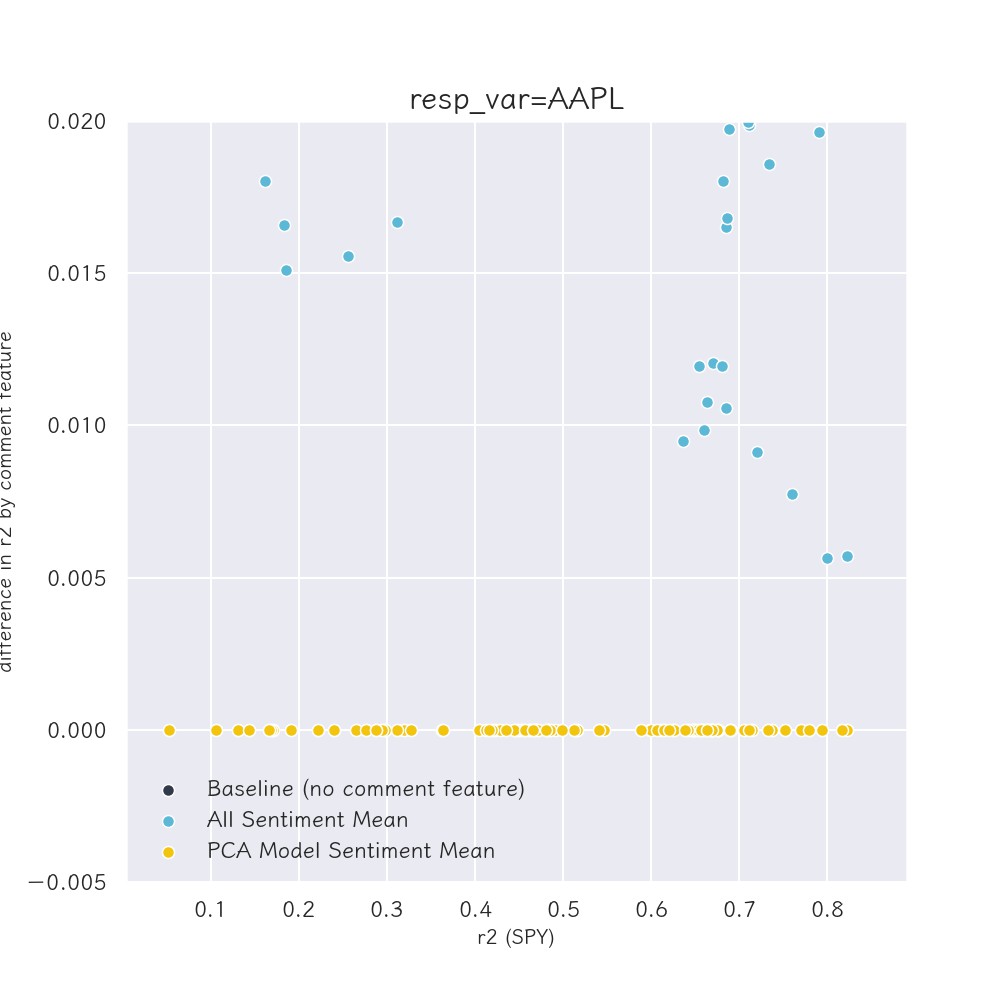 resp_var=AAPL
0.020
0.015
0.010
0.005
0.000
−0.005
difference in r2 by comment feature
Baseline (no comment feature)
All Sentiment Mean
PCA Model Sentiment Mean
0.1 0.2 0.3 0.4 0.5 0.6 0.7 0.8
r2 (SPY)